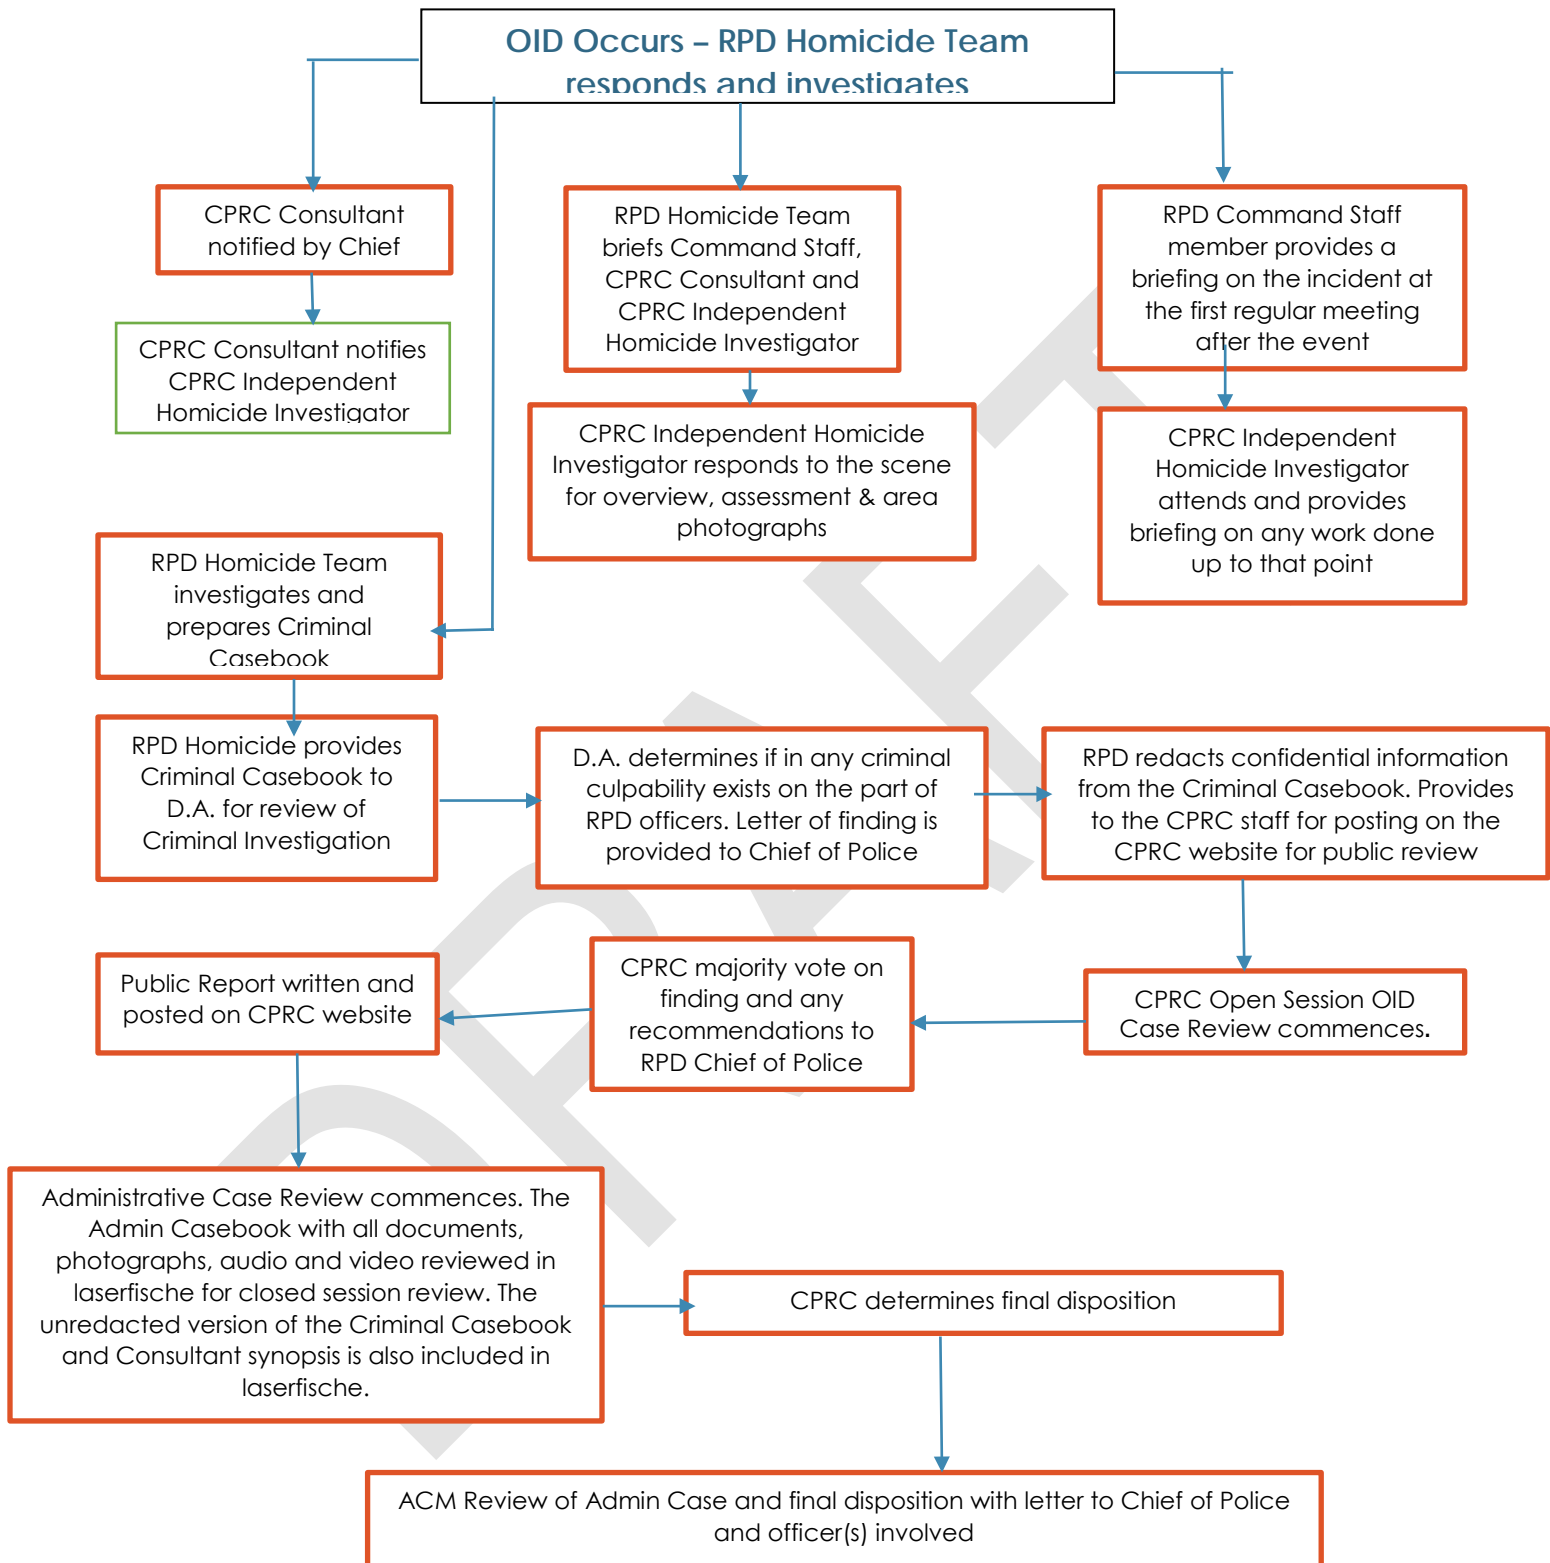 OID Occurs – RPD Homicide Team
responds and investigates
CPRC Consultant
notified by Chief
RPD Homicide Team
briefs Command Staff,
CPRC Consultant and
CPRC Independent
Homicide Investigator
RPD Command Staff
member provides a
briefing on the incident at
the first regular meeting
after the event
CPRC Consultant notifies
CPRC Independent
Homicide Investigator
CPRC Independent Homicide
Investigator responds to the scene
for overview, assessment & area
photographs
CPRC Independent
Homicide Investigator
attends and provides
briefing on any work done
up to that point
RPD Homicide Team
investigates and
prepares Criminal
Casebook
RPD Homicide provides
Criminal Casebook to
D.A. for review of
Criminal Investigation
D.A. determines if in any criminal
culpability exists on the part of
RPD officers. Letter of finding is
provided to Chief of Police
RPD redacts confidential information
from the Criminal Casebook. Provides
to the CPRC staff for posting on the
CPRC website for public review
CPRC Open Session OID
Case Review commences.
CPRC majority vote on
finding and any
recommendations to
RPD Chief of Police
Public Report written and
posted on CPRC website
Administrative Case Review commences. The
Admin Casebook with all documents,
photographs, audio and video reviewed in
laserfische for closed session review. The
unredacted version of the Criminal Casebook
and Consultant synopsis is also included in
laserfische.
CPRC determines final disposition
ACM Review of Admin Case and final disposition with letter to Chief of Police
and officer(s) involved
DRAFT